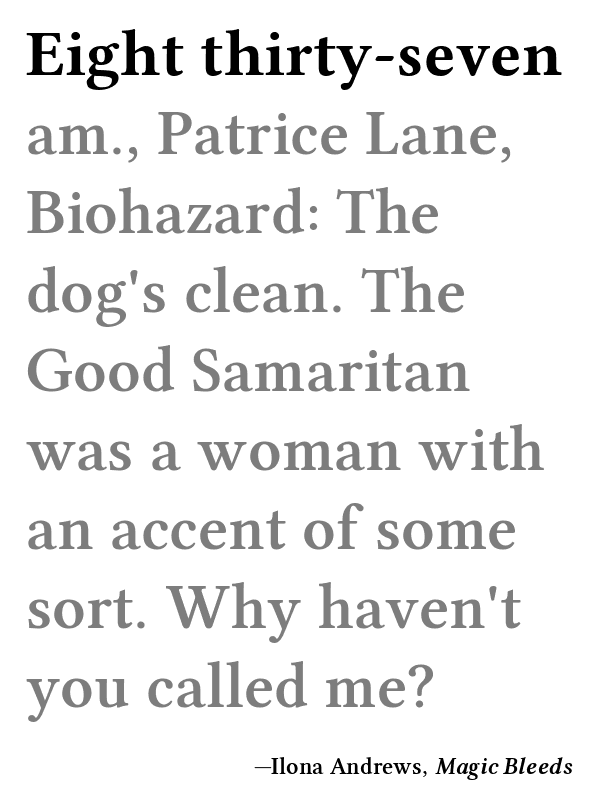 Eight thirty-seven
am., Patrice Lane,
Biohazard: The
dog's clean. The
Good Samaritan
was a woman with
an accent of some
sort. Why haven't
you called me?
—Ilona Andrews, Magic Bleeds